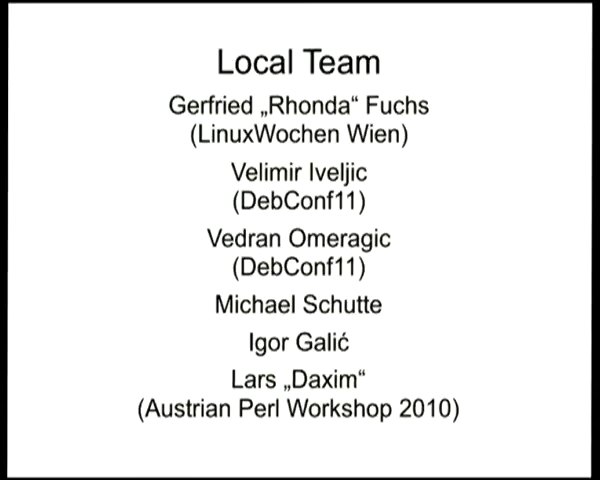 Local Team
Gerfried „Rhonda“ Fuchs
(LinuxWochen Wien)
Velimir Iveljic
(DebConf11)
Vedran Omeragic
(DebConf11)
Michael Schutte
Igor Galić
Lars „Daxim“
(Austrian Perl Workshop 2010)